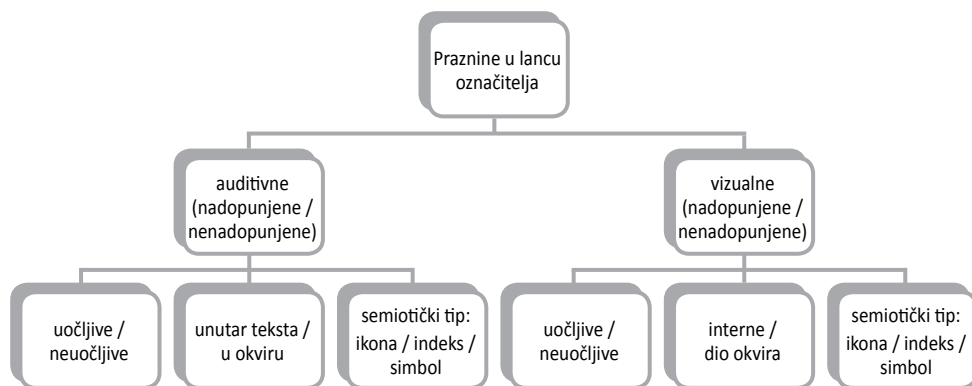 Praznine u lancu
označitelja
auditivne
(nadopunjene /
nenadopunjene)
vizualne
(nadopunjene /
nenadopunjene)
uočljive /
neuočljive
unutar teksta /
u okviru
semiotički tip:
ikona / indeks /
simbol
uočljive /
neuočljive
interne /
dio okvira
semiotički tip:
ikona / indeks /
simbol